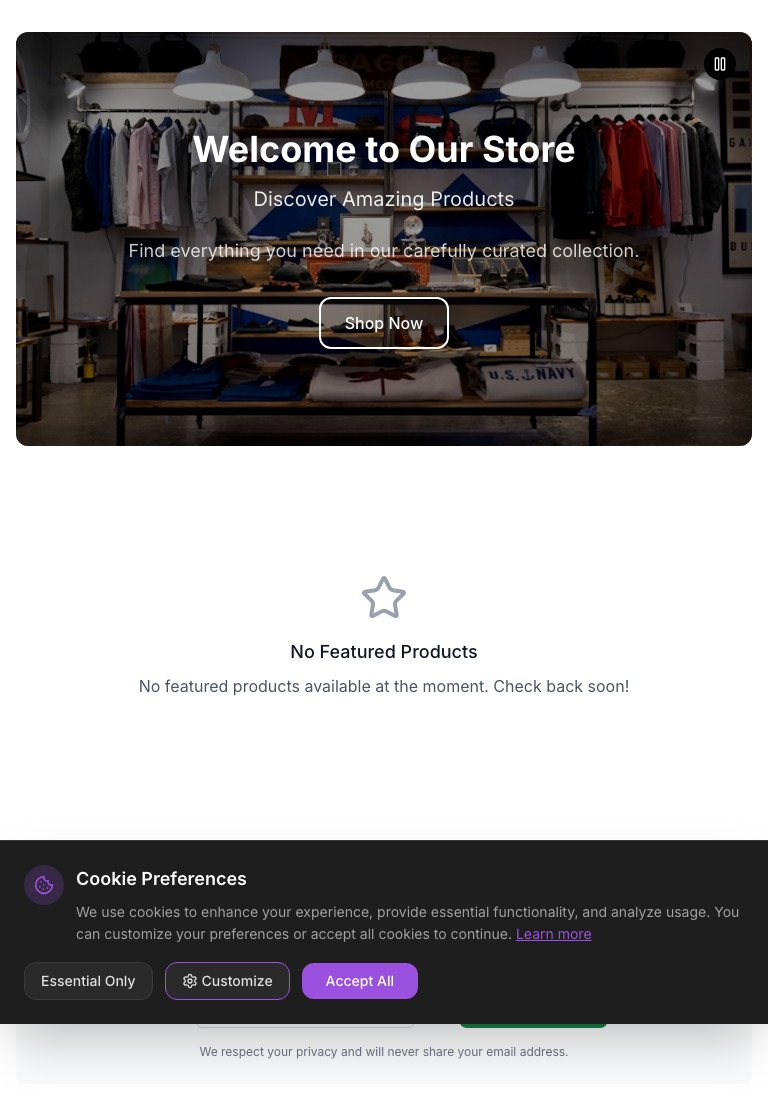 Welcome to Our Store
Discover Amazing Products
Find everything you need in our carefully curated collection.
Shop Now
U.S. NAVY
No Featured Products
No featured products available at the moment. Check back soon!
Cookie Preferences
We use cookies to enhance your experience, provide essential functionality, and analyze usage. You
can customize your preferences or accept all cookies to continue. Learn more
Essential Only
Customize
Accept All
We respect your privacy and will never share your email address.